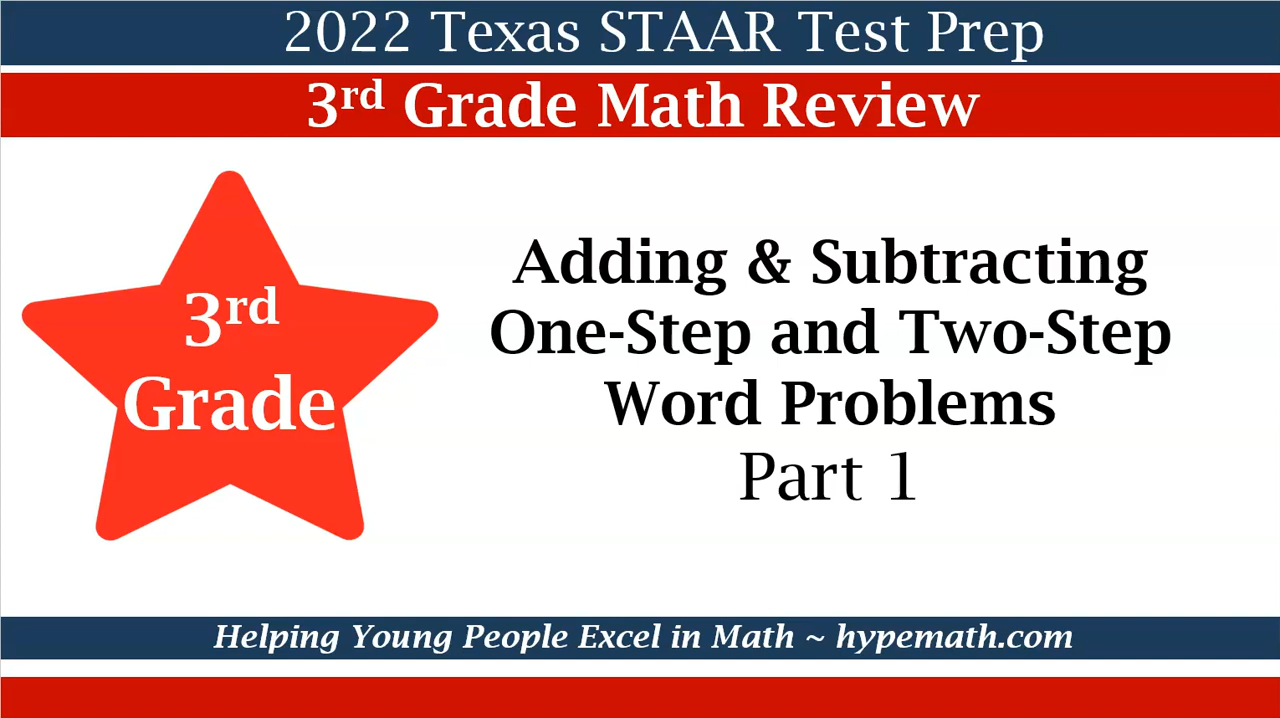 2022 Texas STAAR Test Prep
3rd Grade Math Review
3rd
Grade
Adding & Subtracting
One-Step and Two-Step
Word Problems
Part 1
Helping Young People Excel in Math ~ hypemath.com